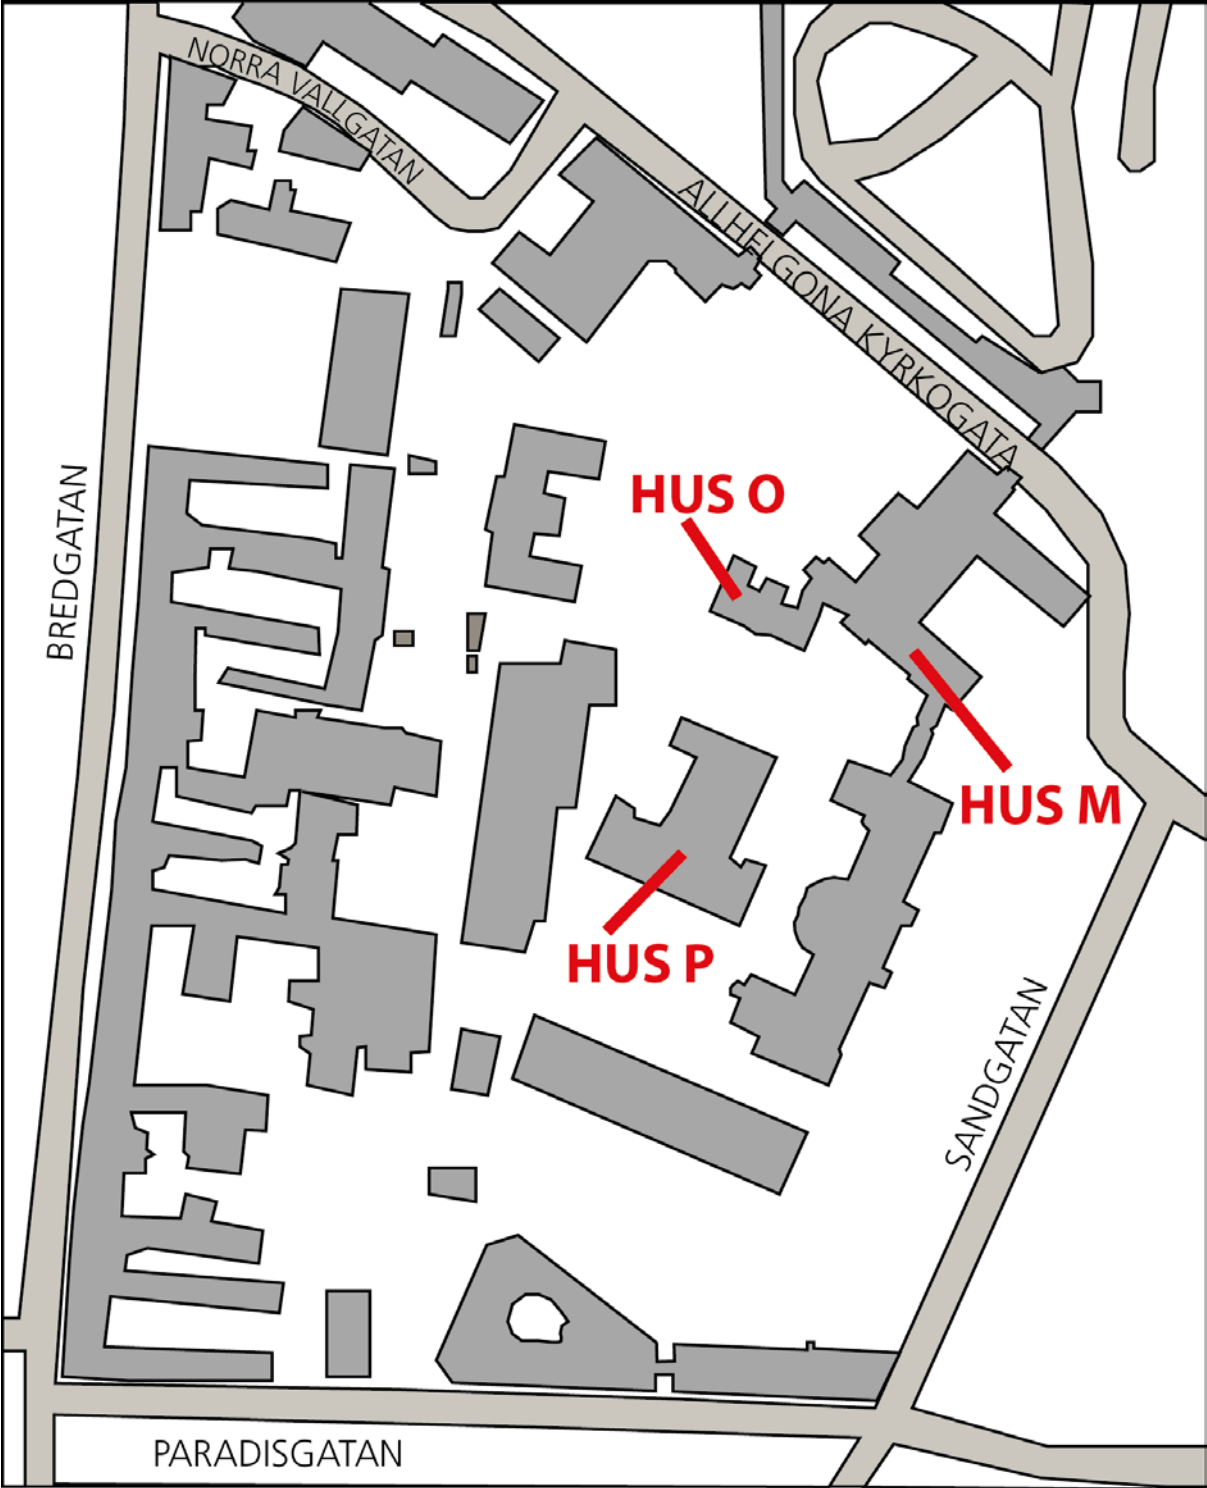 NORRA VALLGATAN
ALLHELGONA KYRKOGATA
BREDGATAN
HUS O
HUS M
HUS P
SANDGATAN
PARADISGATAN